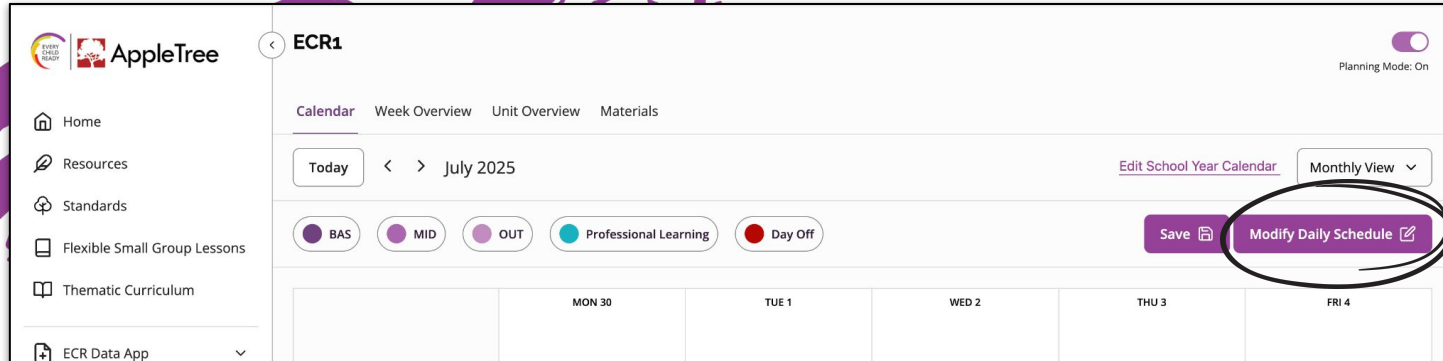 EVERY
CHILD
READY
AppleTree
ECR1
Planning Mode: On
Home
Resources
Standards
Flexible Small Group Lessons
Thematic Curriculum
ECR Data App
Calendar Week Overview Unit Overview Materials
Today < > July 2025 Edit School Year Calendar Monthly View
BAS MID OUT Professional Learning Day Off Save Modify Daily Schedule
MON 30 TUE 1 WED 2 THU 3 FRI 4